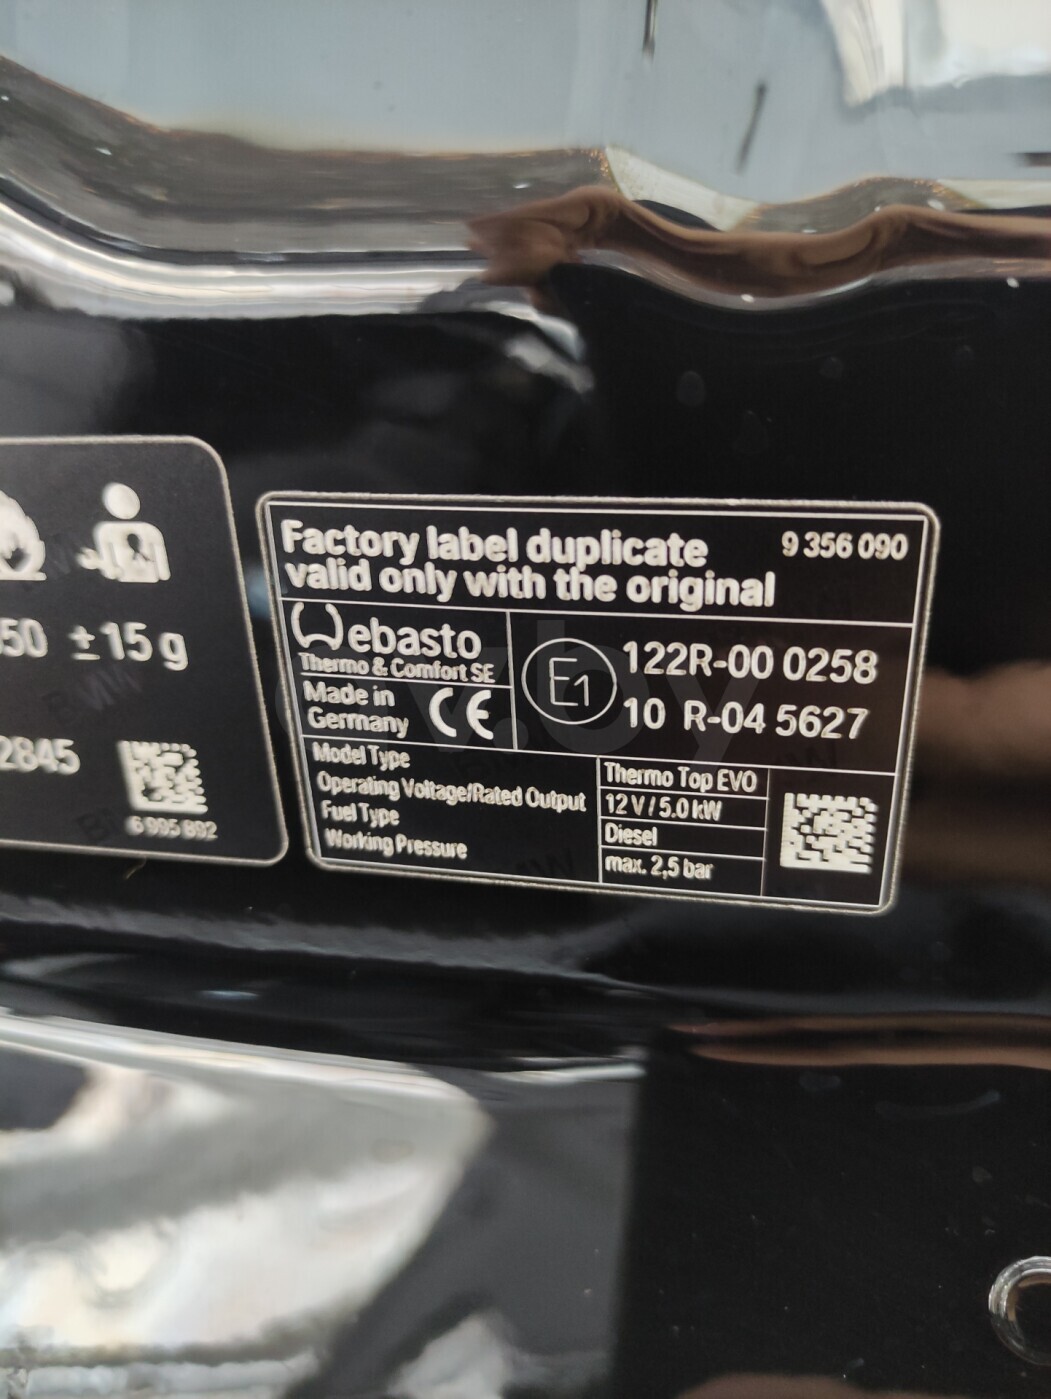 50 ±15 g
2845
6 995 892
Factory label duplicate 9 356 090
valid only with the original
Webasto
Thermo & Comfort SE
Made in
Germany
CE
E1
122R-00 0258
10 R-04 5627
Model Type Thermo Top EVO
Operating Voltage/Rated Output 12 V / 5.0 kW
Fuel Type Diesel
Working Pressure max. 2,5 bar